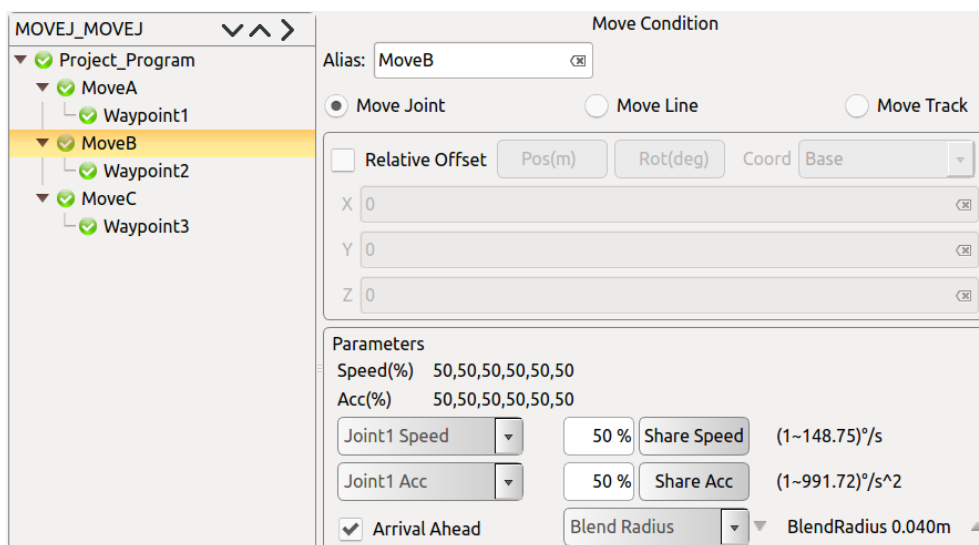 MOVEJ_MOVEJ
Project_Program
MoveA
Waypoint1
MoveB
Waypoint2
MoveC
Waypoint3
Move Condition
Alias: MoveB
Move Joint Move Line Move Track
Relative Offset Pos(m) Rot(deg) Coord Base
X 0
Y 0
Z 0
Parameters
Speed(%) 50,50,50,50,50,50
Acc(%) 50,50,50,50,50,50
Joint1 Speed 50 % Share Speed (1~148.75)°/s
Joint1 Acc 50 % Share Acc (1~991.72)°/s^2
Arrival Ahead Blend Radius BlendRadius 0.040m